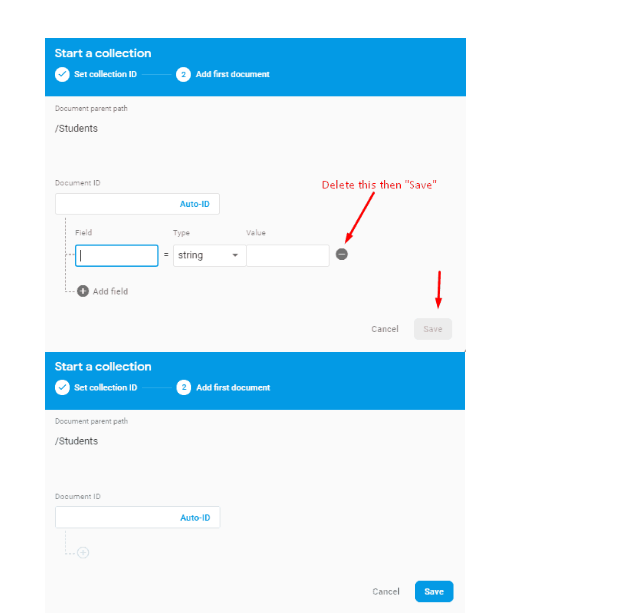 Start a collection
Set collection ID 2 Add first document
Document parent path
/Students
Document ID
Delete this then "Save"
Auto-ID
Field Type Value
= string
Add field
Cancel Save
Start a collection
Set collection ID 2 Add first document
Document parent path
/Students
Document ID
Auto-ID
Cancel Save